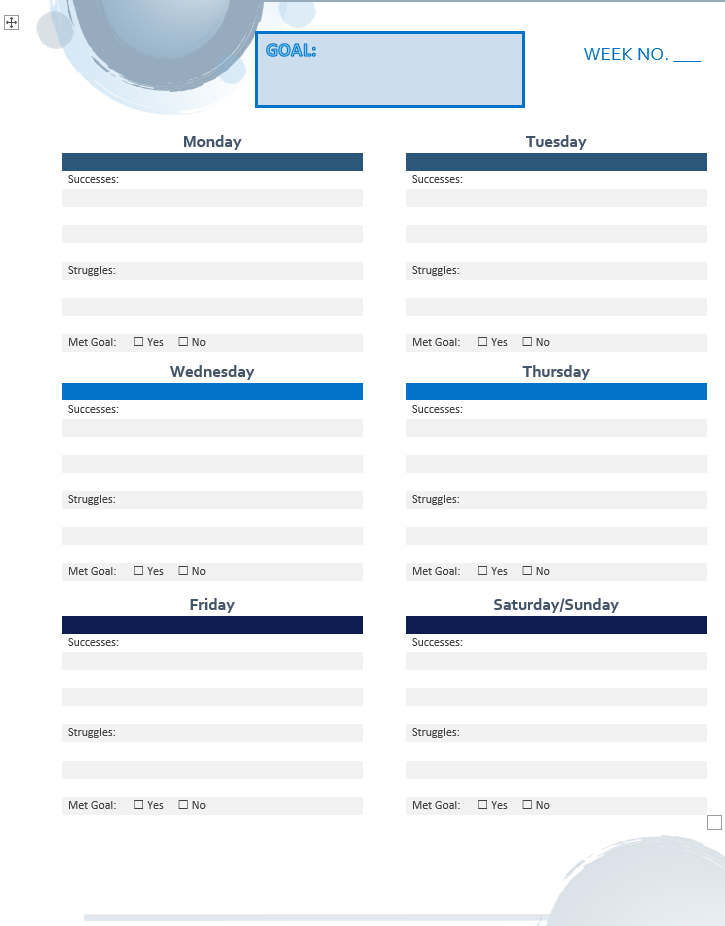 GOAL:
WEEK NO. ___
Monday
Successes:
Struggles:
Met Goal: ☐ Yes ☐ No
Tuesday
Successes:
Struggles:
Met Goal: ☐ Yes ☐ No
Wednesday
Successes:
Struggles:
Met Goal: ☐ Yes ☐ No
Thursday
Successes:
Struggles:
Met Goal: ☐ Yes ☐ No
Friday
Successes:
Struggles:
Met Goal: ☐ Yes ☐ No
Saturday/Sunday
Successes:
Struggles:
Met Goal: ☐ Yes ☐ No